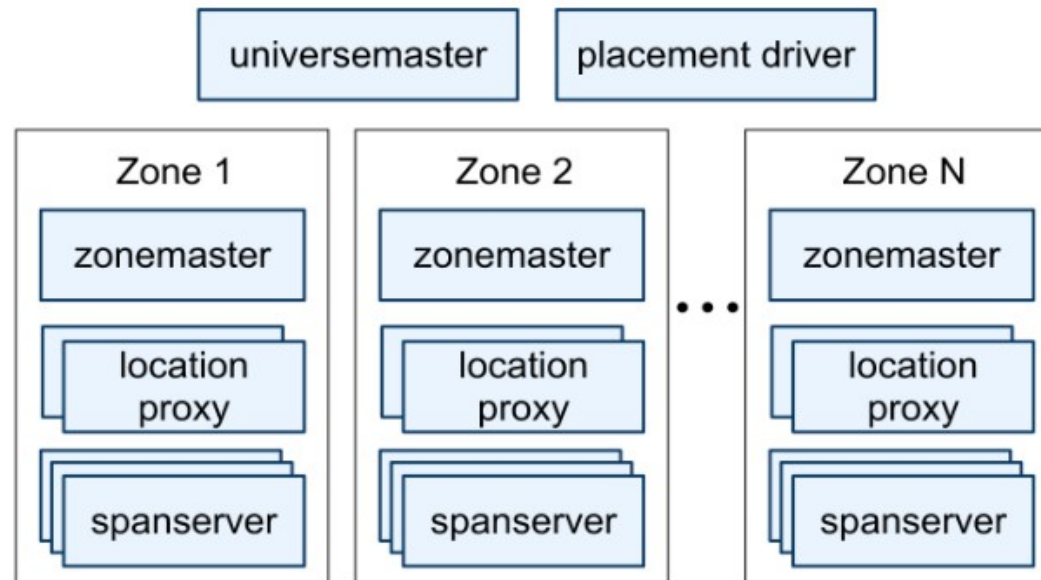 universemaster
placement driver
Zone 1
zonemaster
location
proxy
spanserver
Zone 2
zonemaster
location
proxy
spanserver
...
Zone N
zonemaster
location
proxy
spanserver